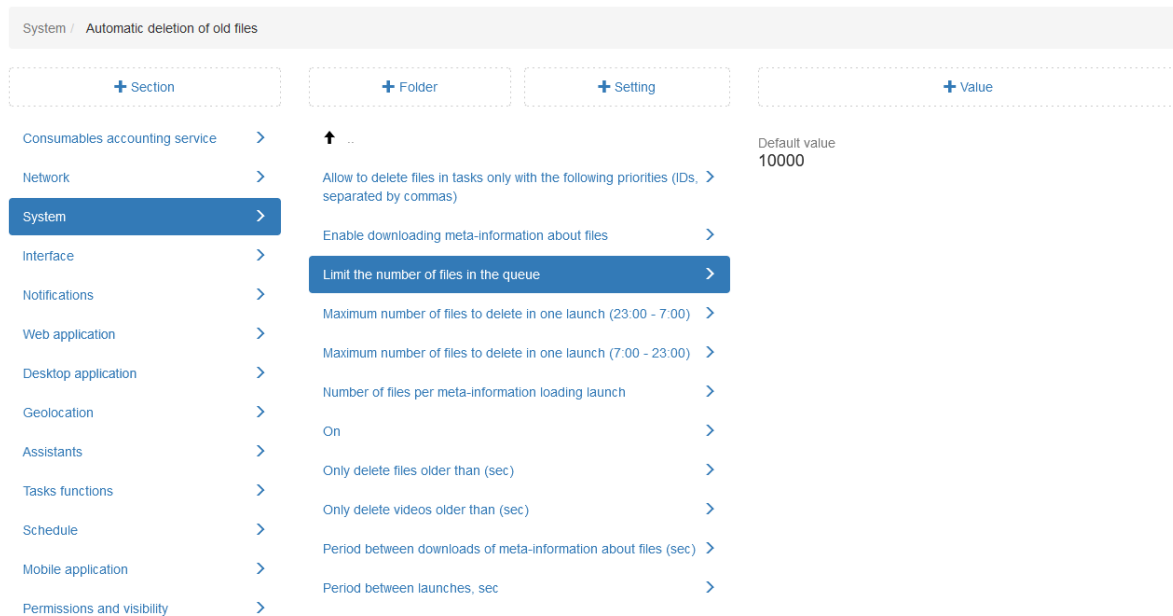 System / Automatic deletion of old files
+ Section
+ Folder
+ Setting
+ Value
Consumables accounting service
Network
System
Interface
Notifications
Web application
Desktop application
Geolocation
Assistants
Tasks functions
Schedule
Mobile application
Permissions and visibility
..
Allow to delete files in tasks only with the following priorities (IDs,
separated by commas)
Enable downloading meta-information about files
Limit the number of files in the queue
Maximum number of files to delete in one launch (23:00 - 7:00)
Maximum number of files to delete in one launch (7:00 - 23:00)
Number of files per meta-information loading launch
On
Only delete files older than (sec)
Only delete videos older than (sec)
Period between downloads of meta-information about files (sec)
Period between launches, sec
Default value
10000